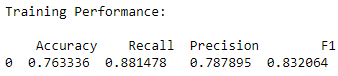 Training Performance:
Accuracy Recall Precision F1
0 0.763336 0.881478 0.787895 0.832064